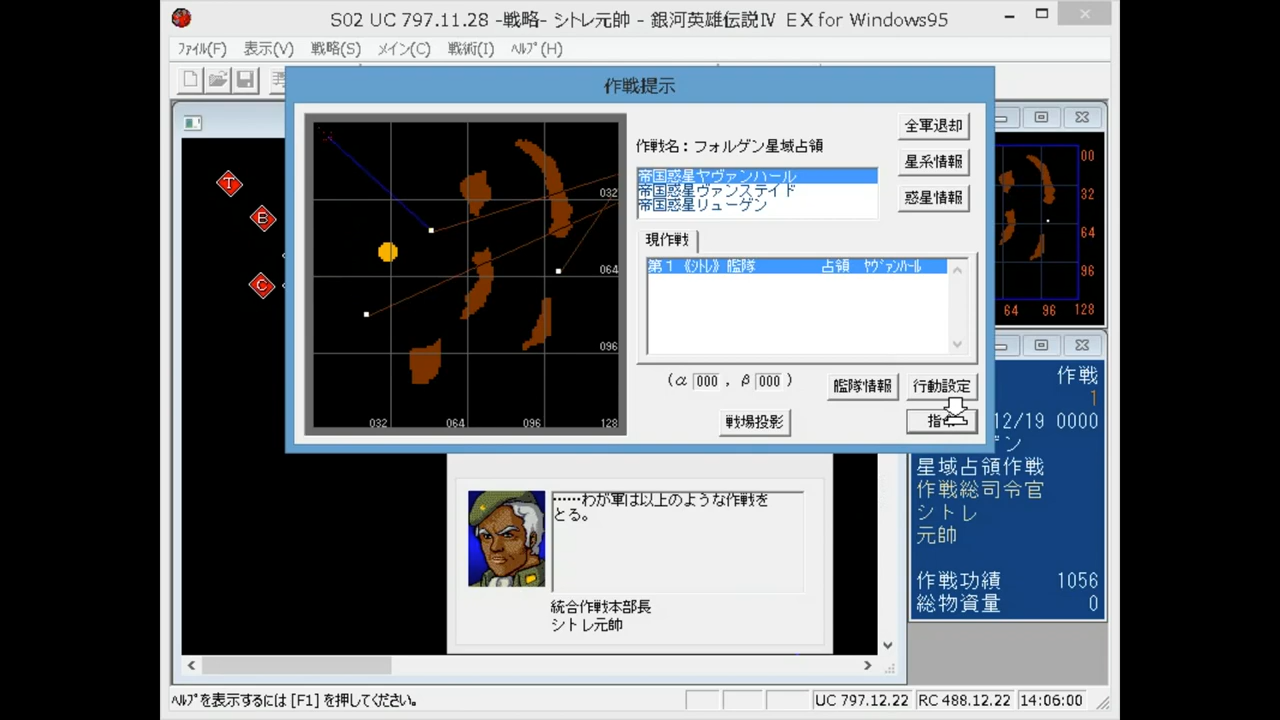 S02 UC 797.11.28 -戦略- シトレ元帥 - 銀河英雄伝説Ⅳ ＥＸ for Windows95
ﾌｧｲﾙ(F) 表示(V) 戦略(S) メイン(C) 戦術(I) ﾍﾙﾌﾟ(H)
作戦提示
作戦名：フォルゲン星域占領
帝国惑星ヤヴァンハール
帝国惑星ヴァンステイド
帝国惑星リューゲン
全軍退却
星系情報
惑星情報
現作戦
第１《ｼﾄﾚ》艦隊 占領 ﾔｳﾞｧﾝﾊｰﾙ
(α 000 , β 000 )
艦隊情報
行動設定
戦場投影
032
064
096
032 064 096 128
T
B
C
00
32
64
96
64 96 128
作戦
1
12/19 0000
ン
星域占領作戦
作戦総司令官
シトレ
元帥
作戦功績 1056
総物資量 0
……わが軍は以上のような作戦を
とる。
統合作戦本部長
シトレ元帥
ﾍﾙﾌﾟを表示するには [F1] を押してください。
UC 797.12.22 RC 488.12.22 14:06:00